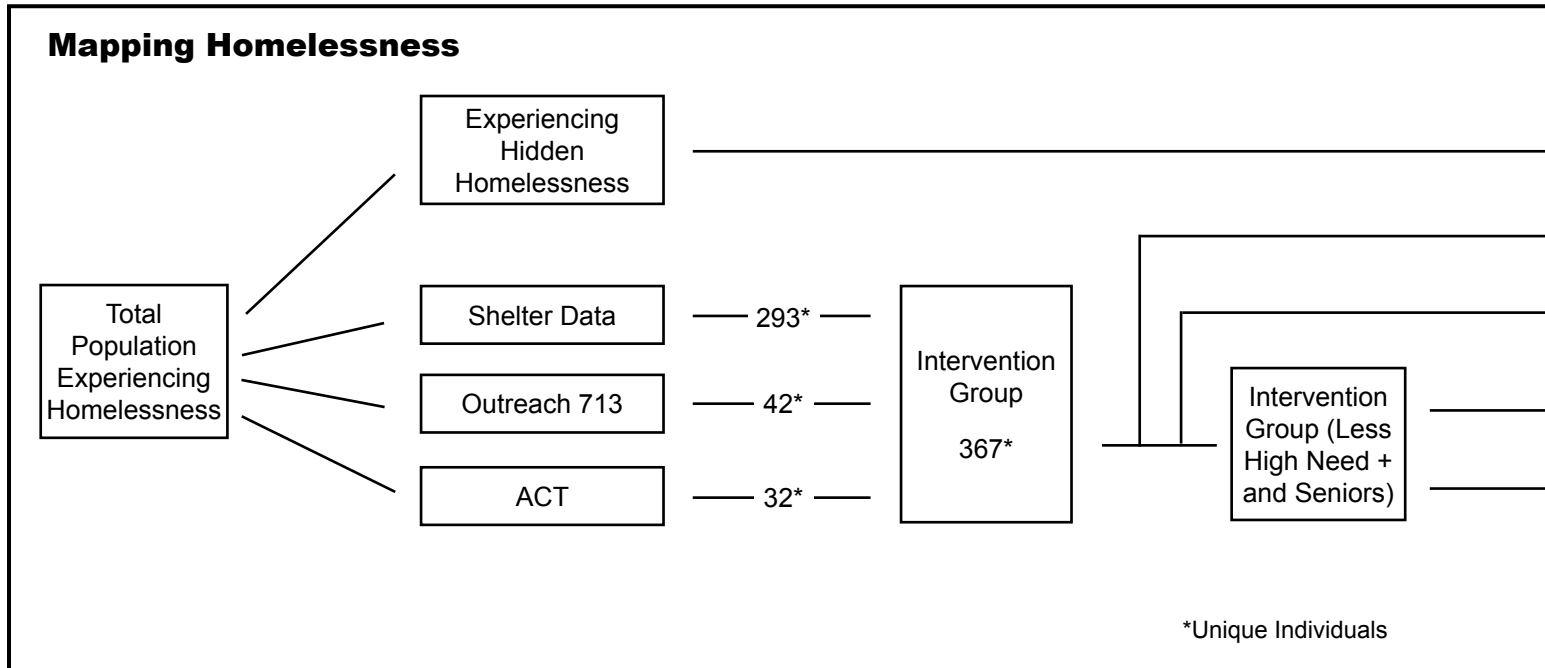 Mapping Homelessness
Experiencing
Hidden
Homelessness
Total
Population
Experiencing
Homelessness
Shelter Data
293*
Outreach 713
42*
ACT
32*
Intervention
Group
367*
Intervention
Group (Less
High Need +
and Seniors)
*Unique Individuals